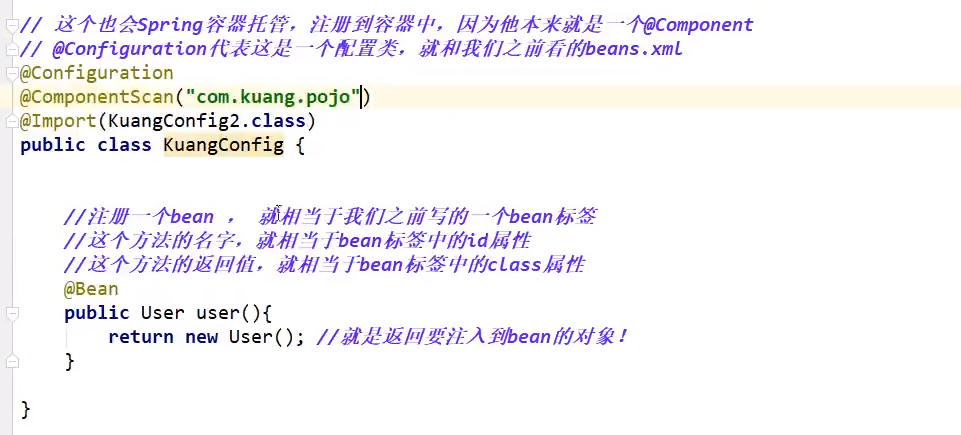 // 这个也会Spring容器托管，注册到容器中，因为他本来就是一个@Component
// @Configuration代表这是一个配置类，就和我们之前看的beans.xml
@Configuration
@ComponentScan("com.kuang.pojo")
@Import(KuangConfig2.class)
public class KuangConfig {
//注册一个bean ， 就相当于我们之前写的一个bean标签
//这个方法的名字，就相当于bean标签中的id属性
//这个方法的返回值，就相当于bean标签中的class属性
@Bean
public User user(){
return new User(); //就是返回要注入到bean的对象！
}
}